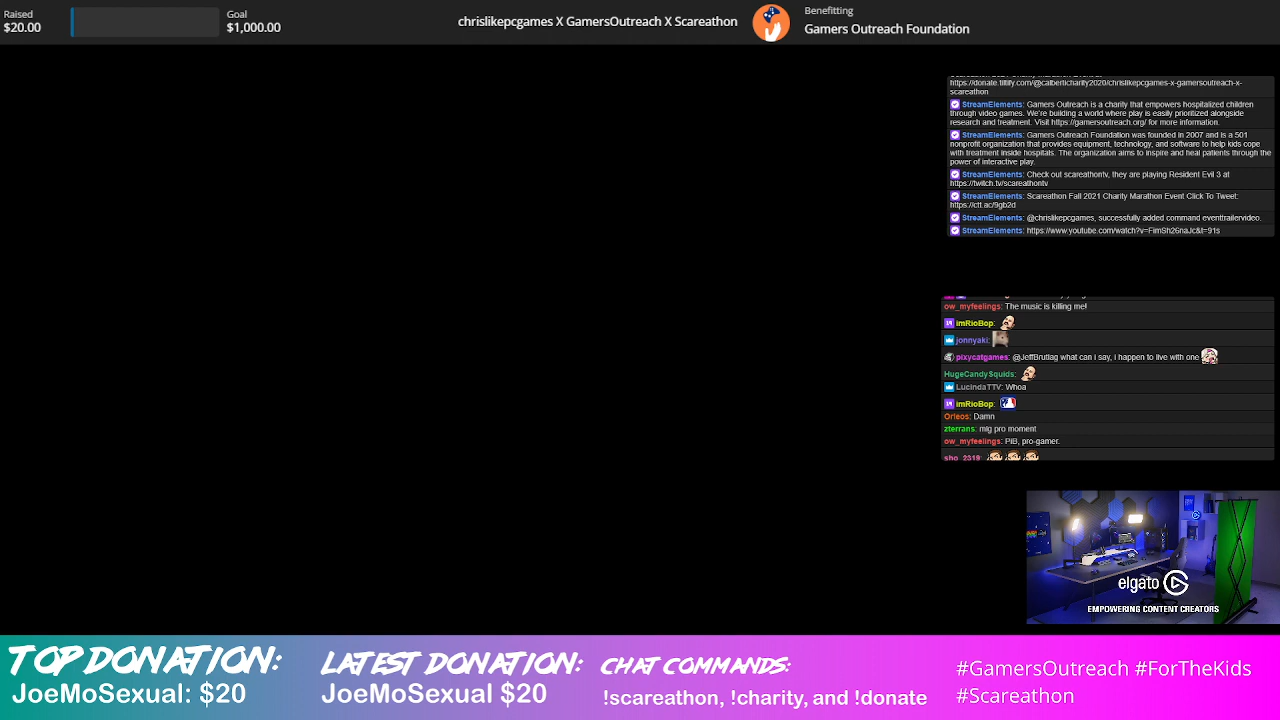 Raised
$20.00
Goal
$1,000.00
chrislikepcgames X GamersOutreach X Scareathon
Benefitting
Gamers Outreach Foundation
https://donate.tiltify.com/@calberticharity2020/chrislikepcgames-x-gamersoutreach-x-
scareathon
StreamElements: Gamers Outreach is a charity that empowers hospitalized children
through video games. We're building a world where play is easily prioritized alongside
research and treatment. Visit https://gamersoutreach.org/ for more information.
StreamElements: Gamers Outreach Foundation was founded in 2007 and is a 501
nonprofit organization that provides equipment, technology, and software to help kids cope
with treatment inside hospitals. The organization aims to inspire and heal patients through the
power of interactive play.
StreamElements: Check out scareathontv, they are playing Resident Evil 3 at
https://twitch.tv/scareathontv
StreamElements: Scareathon Fall 2021 Charity Marathon Event Click To Tweet:
https://ctt.ac/9gb2d
StreamElements: @chrislikepcgames, successfully added command eventtrailervideo.
StreamElements: https://www.youtube.com/watch?v=FimSh26naJc&t=91s
ow_myfeelings: The music is killing me!
imRioBop:
jonnyaki:
pixycatgames: @JeffBrutlag what can i say, i happen to live with one
HugeCandySquids:
LucindaTTV: Whoa
imRioBop:
Orleos: Damn
zterrans: mlg pro moment
ow_myfeelings: PiB, pro-gamer.
sho_2319:
elgato
EMPOWERING CONTENT CREATORS
TOP DONATION:
JoeMoSexual: $20
LATEST DONATION:
JoeMoSexual $20
CHAT COMMANDS:
!scareathon, !charity, and !donate
#GamersOutreach #ForTheKids
#Scareathon